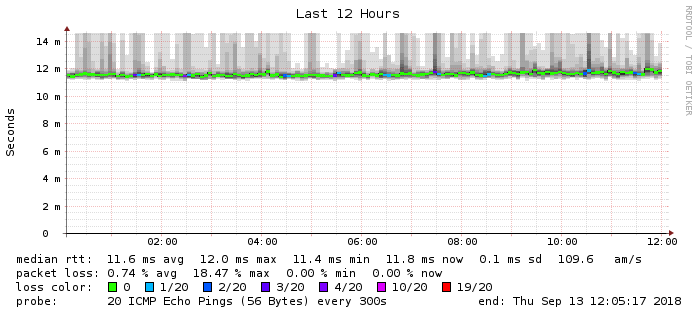 Last 12 Hours
RRDTOOL / TOBI OETIKER
Seconds
14 m
12 m
10 m
8 m
6 m
4 m
2 m
0
02:00 04:00 06:00 08:00 10:00 12:00
median rtt: 11.6 ms avg 12.0 ms max 11.4 ms min 11.8 ms now 0.1 ms sd 109.6 am/s
packet loss: 0.74 % avg 18.47 % max 0.00 % min 0.00 % now
loss color: 0 1/20 2/20 3/20 4/20 10/20 19/20
probe: 20 ICMP Echo Pings (56 Bytes) every 300s end: Thu Sep 13 12:05:17 2018